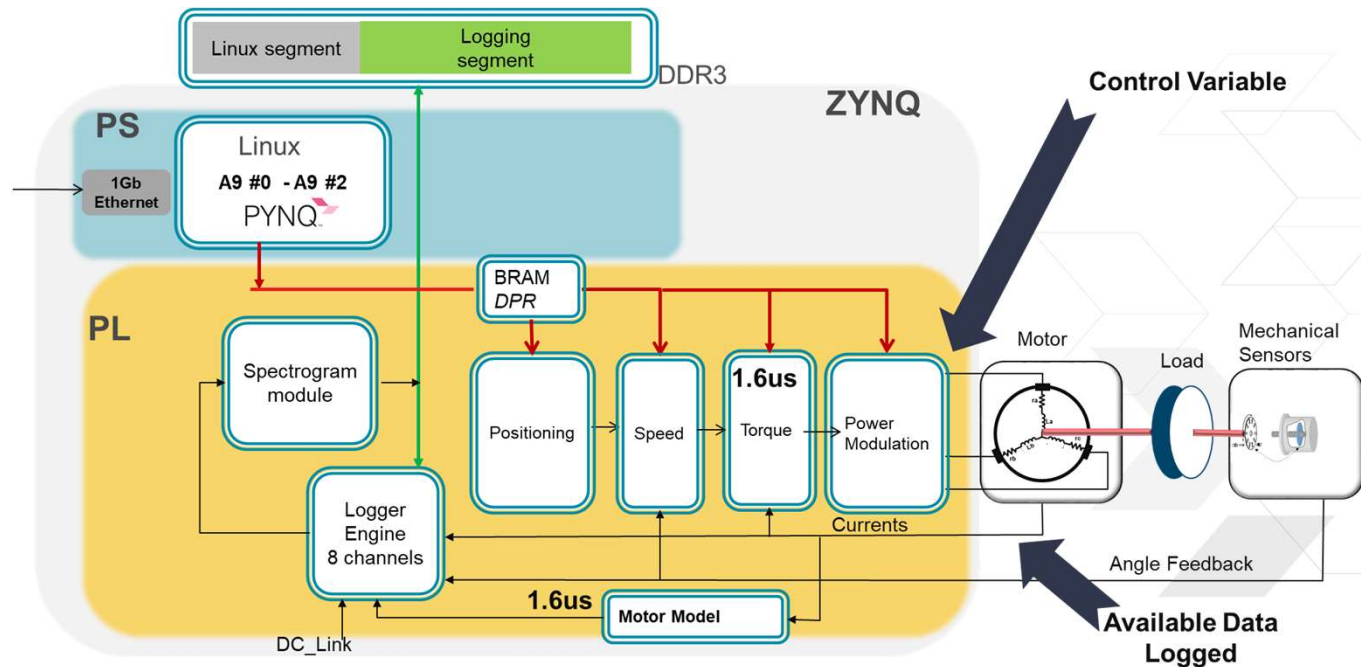 Linux segment
Logging
segment
DDR3
Control Variable
ZYNQ
PS
Linux
A9 #0 - A9 #2
PYNQ
1Gb
Ethernet
BRAM
DPR
PL
Motor
Mechanical
Sensors
Load
Spectrogram
module
Positioning
Speed
1.6us
Torque
Power
Modulation
Currents
Logger
Engine
8 channels
Angle Feedback
1.6us
Motor Model
DC_Link
Available Data
Logged